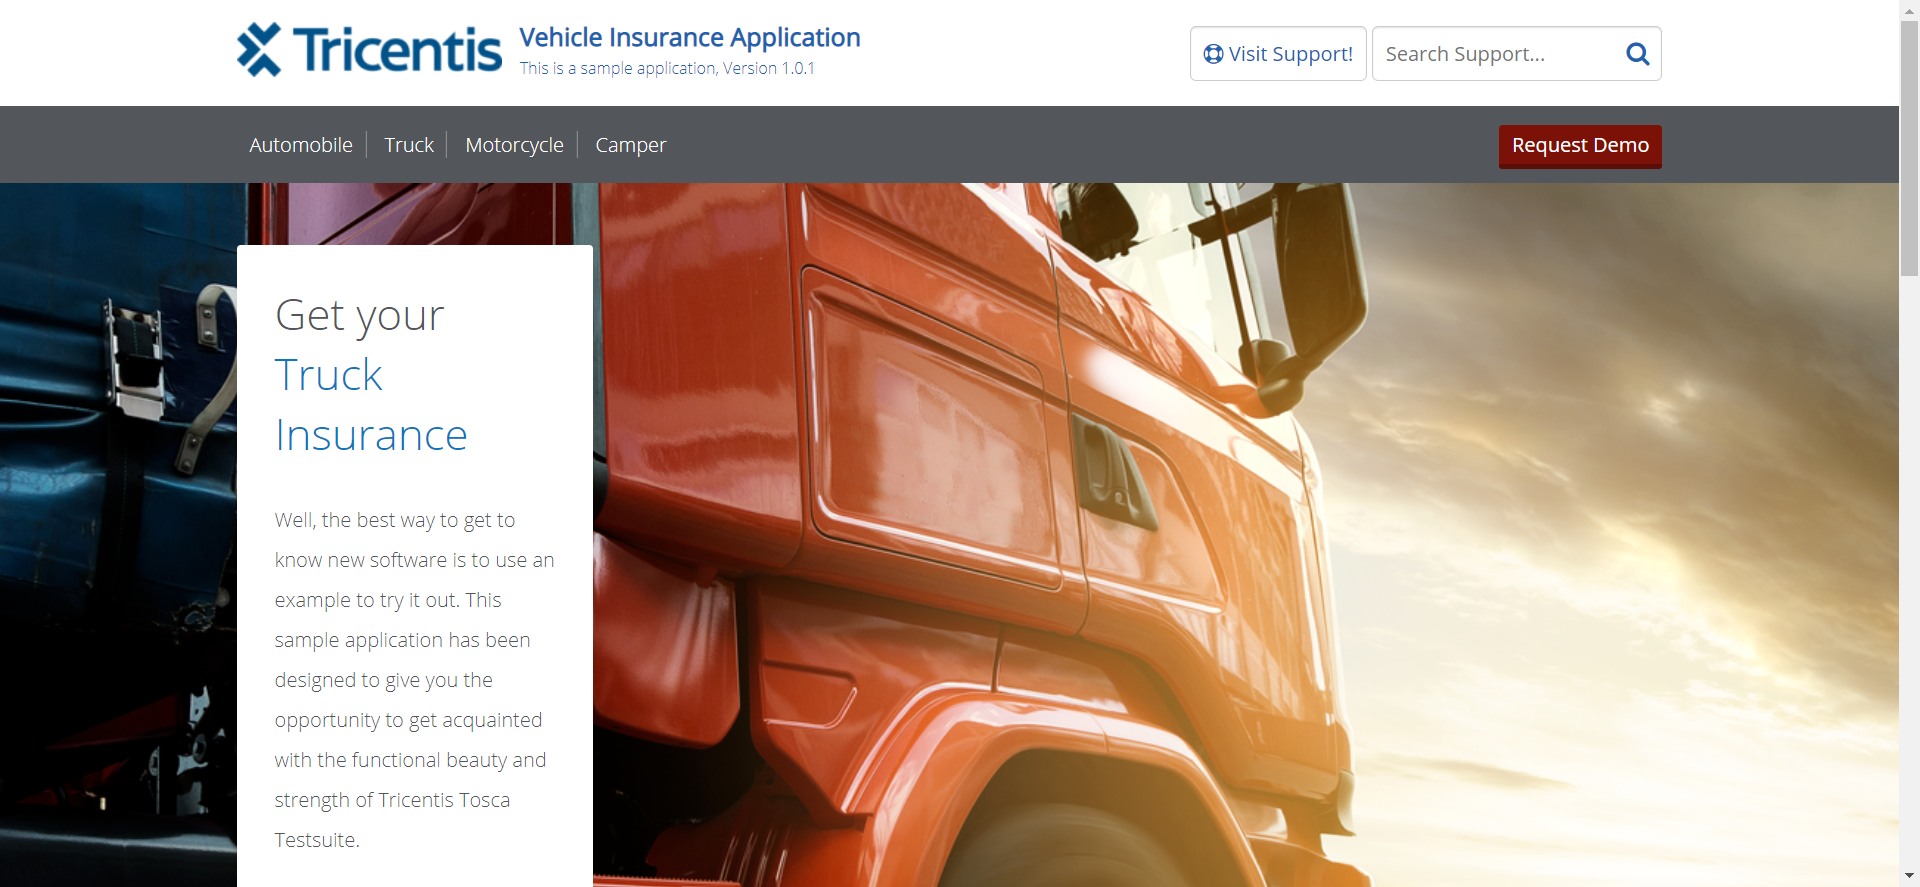 Tricentis
Vehicle Insurance Application
This is a sample application, Version 1.0.1
Visit Support!
Search Support...
Automobile
Truck
Motorcycle
Camper
Request Demo
Get your
Truck
Insurance
Well, the best way to get to
know new software is to use an
example to try it out. This
sample application has been
designed to give you the
opportunity to get acquainted
with the functional beauty and
strength of Tricentis Tosca
Testsuite.